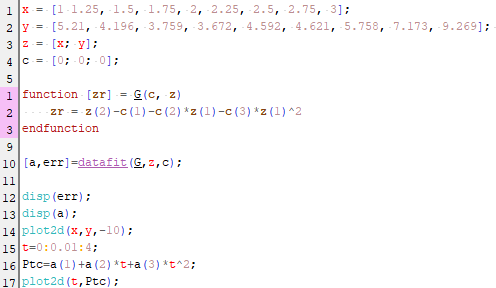 1 x = [1 1.25, 1.5, 1.75, 2, 2.25, 2.5, 2.75, 3];
2 y = [5.21, 4.196, 3.759, 3.672, 4.592, 4.621, 5.758, 7.173, 9.269];
3 z = [x; y];
4 c = [0; 0; 0];
5
1 function [zr] = G(c, z)
2 zr = z(2)-c(1)-c(2)*z(1)-c(3)*z(1)^2
3 endfunction
9
10 [a,err]=datafit(G,z,c);
11
12 disp(err);
13 disp(a);
14 plot2d(x,y,-10);
15 t=0:0.01:4;
16 Ptc=a(1)+a(2)*t+a(3)*t^2;
17 plot2d(t,Ptc);